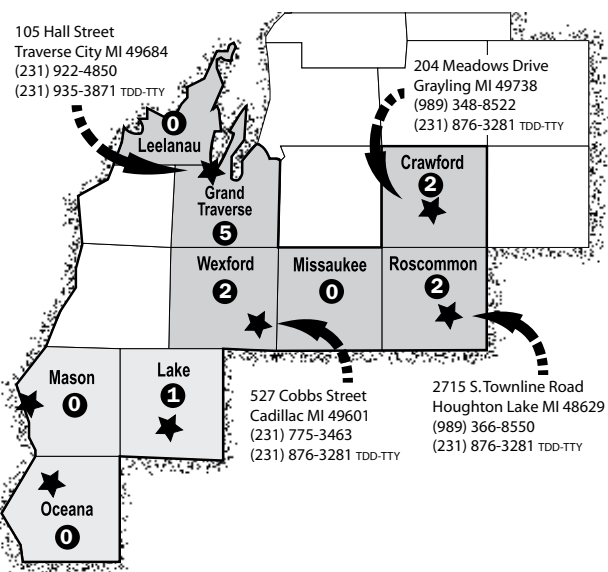 105 Hall Street
Traverse City MI 49684
(231) 922-4850
(231) 935-3871 TDD-TTY
204 Meadows Drive
Grayling MI 49738
(989) 348-8522
(231) 876-3281 TDD-TTY
0
Leelanau
Grand
Traverse
5
Crawford
2
Wexford
2
Missaukee
0
Roscommon
2
Mason
0
Lake
1
527 Cobbs Street
Cadillac MI 49601
(231) 775-3463
(231) 876-3281 TDD-TTY
2715 S. Townline Road
Houghton Lake MI 48629
(989) 366-8550
(231) 876-3281 TDD-TTY
Oceana
0